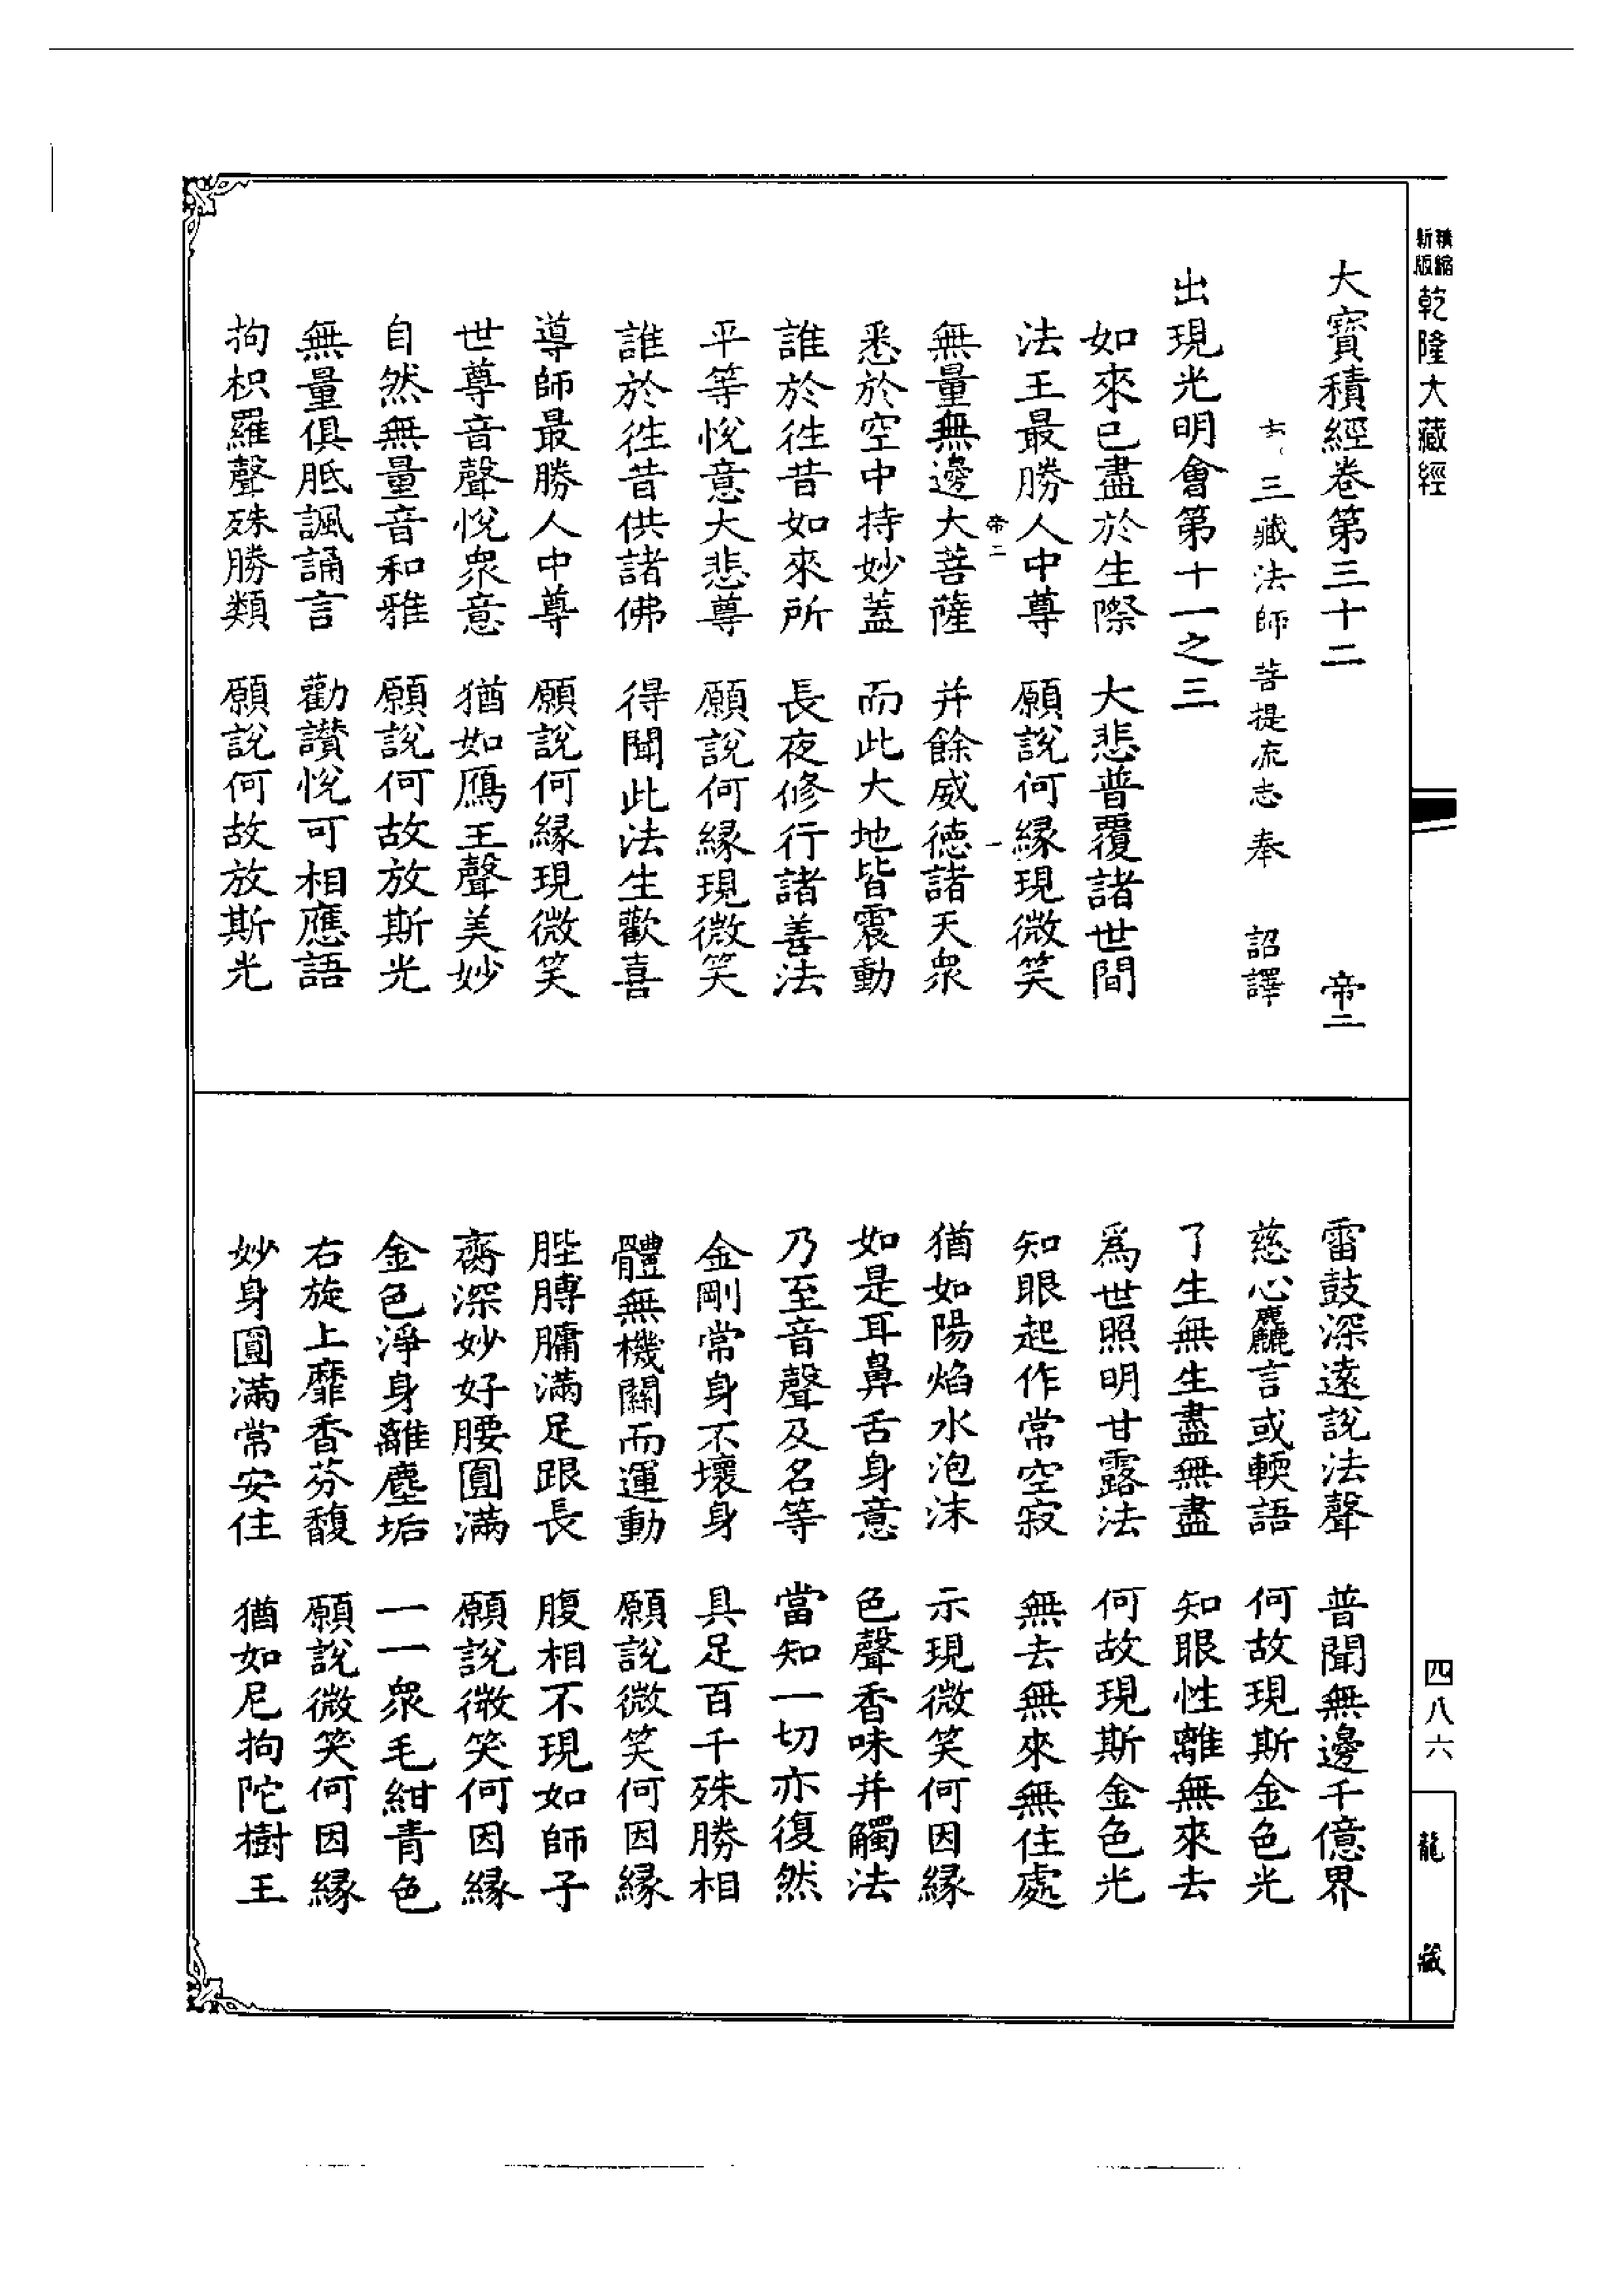 精縮新版乾隆大藏經
大寶積經卷第三十二 帝二
三藏法師菩提流志奉 詔譯
出現光明會第十一之三
如來已盡於生際 大悲普覆諸世間
法王最勝人中尊 願說何緣現微笑
帝二 一
無量無邊大菩薩 并餘威德諸天衆
悉於空中持妙蓋 而此大地皆震動
誰於徃昔如來所 長夜修行諸善法
平等悅意大悲尊 願說何緣現微笑
誰於徃昔供諸佛 得聞此法生歡喜
導師最勝人中尊 願說何緣現微笑
世尊音聲悅衆意 猶如鴈王聲美妙
自然無量音和雅 願說何故放斯光
無量俱胝諷誦言 勸讚悅可相應語
拘枳羅聲殊勝類 願說何故放斯光
雷鼓深遠說法聲 普聞無邊千億界
慈心麤言或輭語 何故現斯金色光
了生無生盡無盡 知眼性離無來去
爲世照明甘露法 何故現斯金色光
知眼起作常空寂 無去無來無住處
猶如陽焰水泡沫 示現微笑何因緣
如是耳鼻舌身意 色聲香味并觸法
乃至音聲及名等 當知一切亦復然
金剛常身不壞身 具足百千殊勝相
體無機關而運動 願說微笑何因緣
䏶膞𦟛滿足跟長 腹相不現如師子
臍深妙好腰圓滿 願說微笑何因緣
金色淨身離塵垢 一一衆毛紺青色
右旋上靡香芬馥 願說微笑何因緣
妙身圓滿常安住 猶如尼拘陀樹王
四八六
龍藏